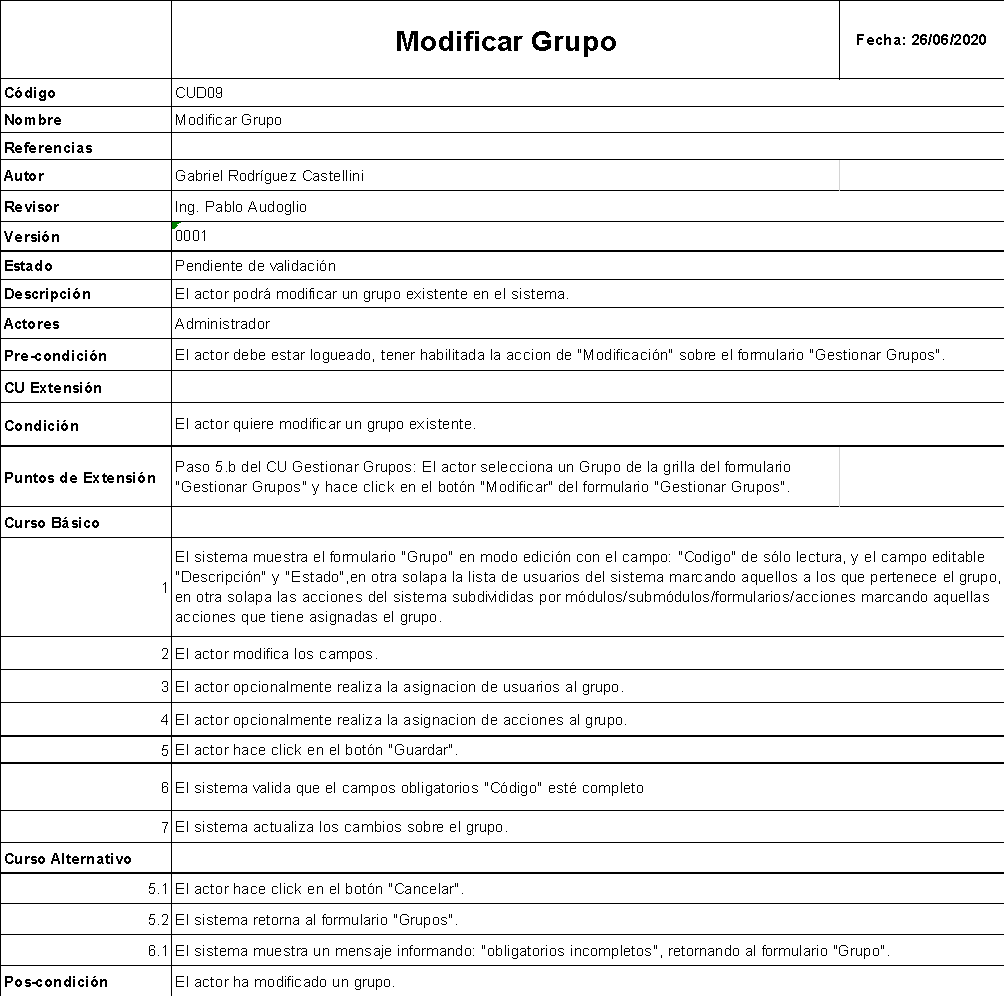 Modificar Grupo
Fecha: 26/06/2020
Código CUD09
Nombre Modificar Grupo
Referencias
Autor Gabriel Rodríguez Castellini
Revisor Ing. Pablo Audoglio
Versión 0001
Estado Pendiente de validación
Descripción El actor podrá modificar un grupo existente en el sistema.
Actores Administrador
Pre-condición El actor debe estar logueado, tener habilitada la accion de "Modificación" sobre el formulario "Gestionar Grupos".
CU Extensión
Condición El actor quiere modificar un grupo existente.
Puntos de Extensión Paso 5.b del CU Gestionar Grupos: El actor selecciona un Grupo de la grilla del formulario
"Gestionar Grupos" y hace click en el botón "Modificar" del formulario "Gestionar Grupos".
Curso Básico
1 El sistema muestra el formulario "Grupo" en modo edición con el campo: "Codigo" de sólo lectura, y el campo editable
"Descripción" y "Estado",en otra solapa la lista de usuarios del sistema marcando aquellos a los que pertenece el grupo,
en otra solapa las acciones del sistema subdivididas por módulos/submódulos/formularios/acciones marcando aquellas
acciones que tiene asignadas el grupo.
2 El actor modifica los campos.
3 El actor opcionalmente realiza la asignacion de usuarios al grupo.
4 El actor opcionalmente realiza la asignacion de acciones al grupo.
5 El actor hace click en el botón "Guardar".
6 El sistema valida que el campos obligatorios "Código" esté completo
7 El sistema actualiza los cambios sobre el grupo.
Curso Alternativo
5.1 El actor hace click en el botón "Cancelar".
5.2 El sistema retorna al formulario "Grupos".
6.1 El sistema muestra un mensaje informando: "obligatorios incompletos", retornando al formulario "Grupo".
Pos-condición El actor ha modificado un grupo.